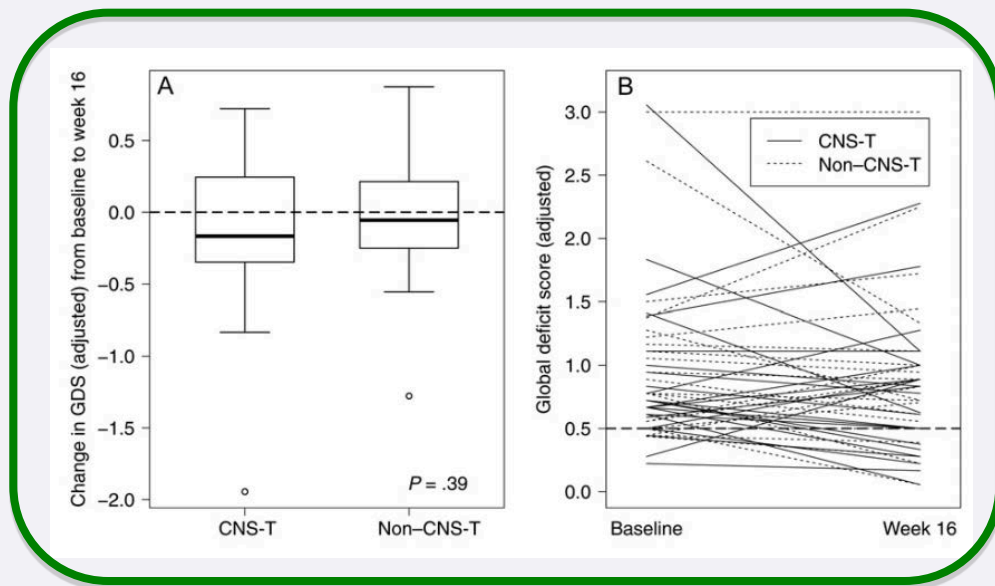 A
Change in GDS (adjusted) from baseline to week 16
0.5
0.0
−0.5
−1.0
−1.5
−2.0
P = .39
CNS-T
Non–CNS-T
B
Global deficit score (adjusted)
3.0
2.5
2.0
1.5
1.0
0.5
0.0
CNS-T
Non–CNS-T
Baseline
Week 16